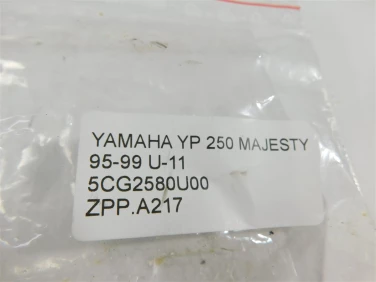 YAMAHA YP 250 MAJESTY
95-99 U-11
5CG2580U00
ZPP.A217